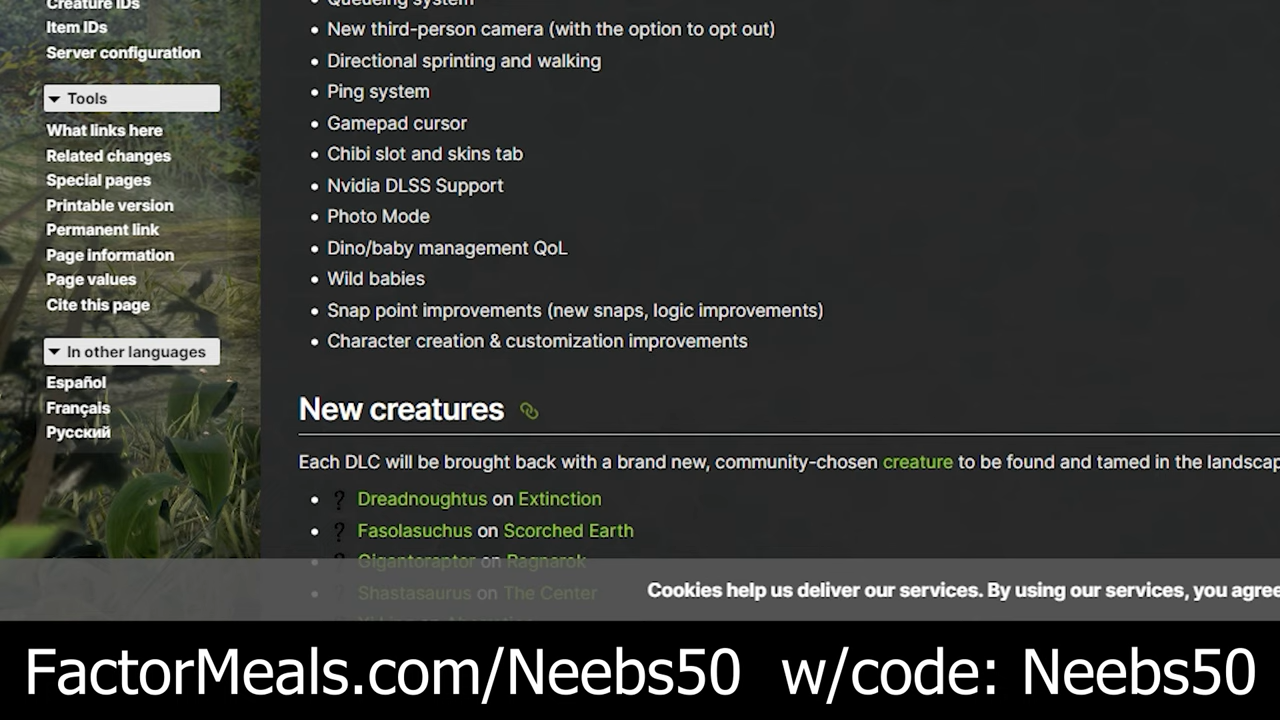 Creature IDs
Item IDs
Server configuration
Tools
What links here
Related changes
Special pages
Printable version
Permanent link
Page information
Page values
Cite this page
In other languages
Español
Français
Русский
Queueing system
New third-person camera (with the option to opt out)
Directional sprinting and walking
Ping system
Gamepad cursor
Chibi slot and skins tab
Nvidia DLSS Support
Photo Mode
Dino/baby management QoL
Wild babies
Snap point improvements (new snaps, logic improvements)
Character creation & customization improvements
New creatures
Each DLC will be brought back with a brand new, community-chosen creature to be found and tamed in the
? Dreadnoughtus on Extinction
? Fasolasuchus on Scorched Earth
? Gigantoraptor on Ragnarok
? Shastasaurus on The Center
Cookies help us deliver our services. By using our services, you agree
FactorMeals.com/Neebs50 w/code: Neebs50